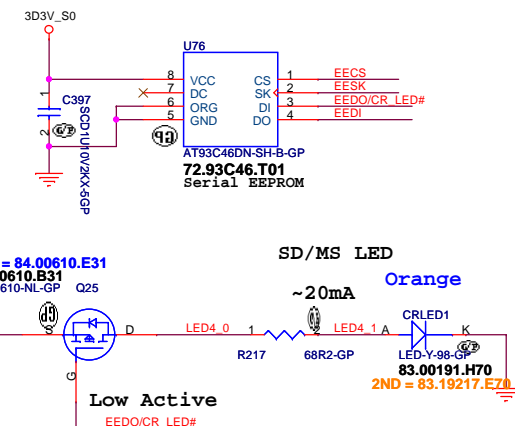 3D3V_S0
U76
8 VCC CS 1 EECS
7 DC SK 2 EESK
6 ORG DI 3 EEDO/CR_LED#
5 GND DO 4 EEDI
1
C397
2
SCD1U10V2KX-5GP
G/P
AT93C46DN-SH-B-GP
72.93C46.T01
Serial EEPROM
SD/MS LED
= 84.00610.E31
0610.B31
610-NL-GP Q25
Orange
~20mA
CRLED1
S D LED4_0 1 2 LED4_1 A K
R217 68R2-GP LED-Y-98-GP
G/P
83.00191.H70
2ND = 83.19217.E70
G
Low Active
EEDO/CR_LED#